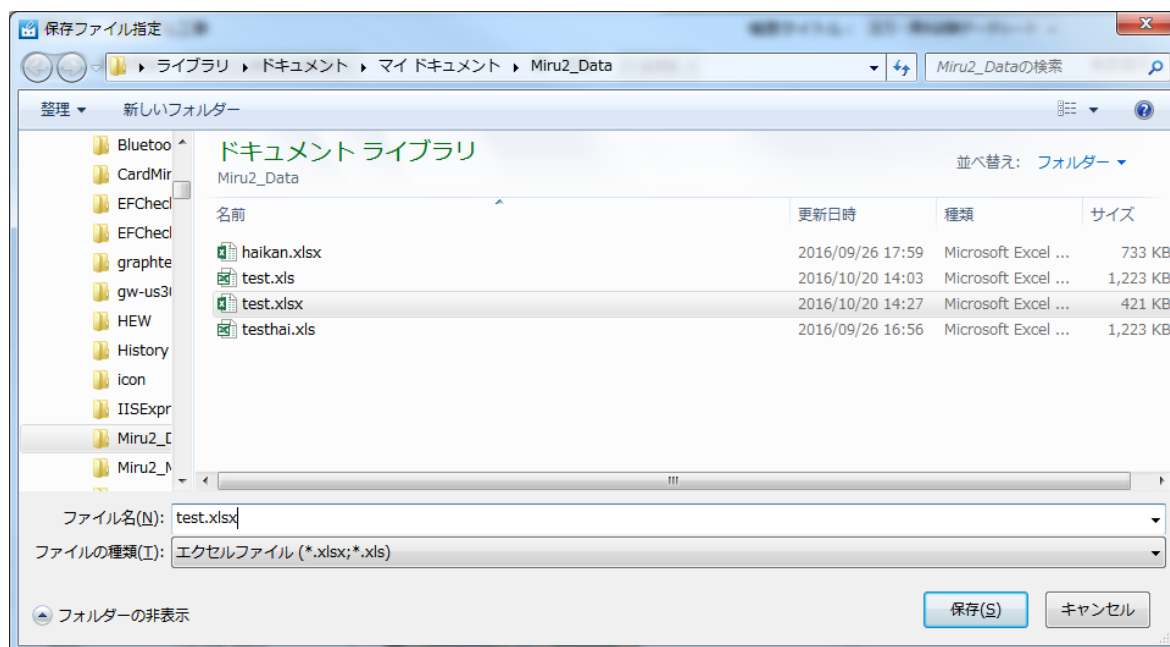 保存ファイル指定
ライブラリ ドキュメント マイ ドキュメント Miru2_Data Miru2_Dataの検索
整理 新しいフォルダー
ドキュメント ライブラリ
Miru2_Data
並べ替え: フォルダー
名前 更新日時 種類 サイズ
haikan.xlsx 2016/09/26 17:59 Microsoft Excel ... 733 KB
test.xls 2016/10/20 14:03 Microsoft Excel ... 1,223 KB
test.xlsx 2016/10/20 14:27 Microsoft Excel ... 421 KB
testhai.xls 2016/09/26 16:56 Microsoft Excel ... 1,223 KB
Bluetoo
CardMir
EFChecl
EFChecl
graphte
gw-us30
HEW
History
icon
IISExpr
Miru2_D
Miru2_M
ファイル名(N): test.xlsx
ファイルの種類(T): エクセルファイル (*.xlsx;*.xls)
フォルダーの非表示 保存(S) キャンセル